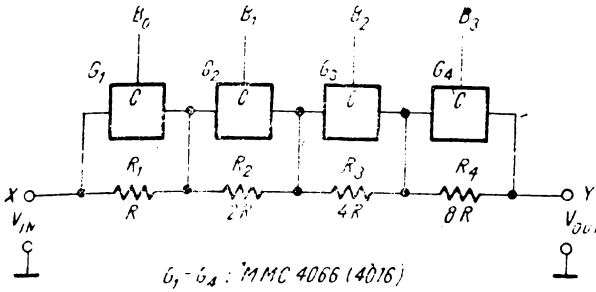 B0 B1 B2 B3
G1 G2 G3 G4
C C C C
R1 R2 R3 R4
X R 2R 4R 8R Y
VIN VOUT
G1-G4 : MMC 4066 (4016)